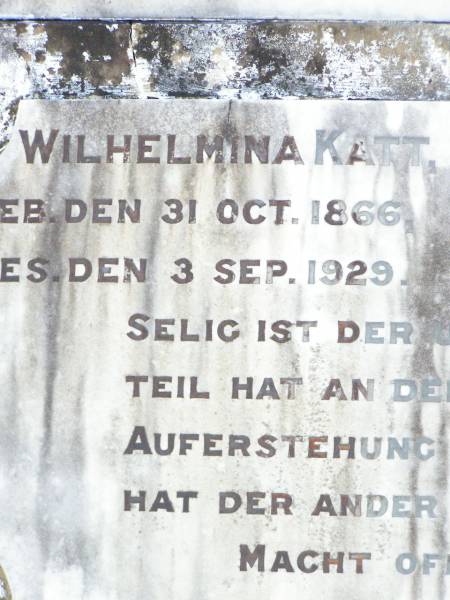 WILHELMINA KATT,
EB. DEN 31 OCT. 1866,
ES. DEN 3 SEP. 1929.
SELIG IST DER U
TEIL HAT AN DER
AUFERSTEHUNG
HAT DER ANDER
MACHT